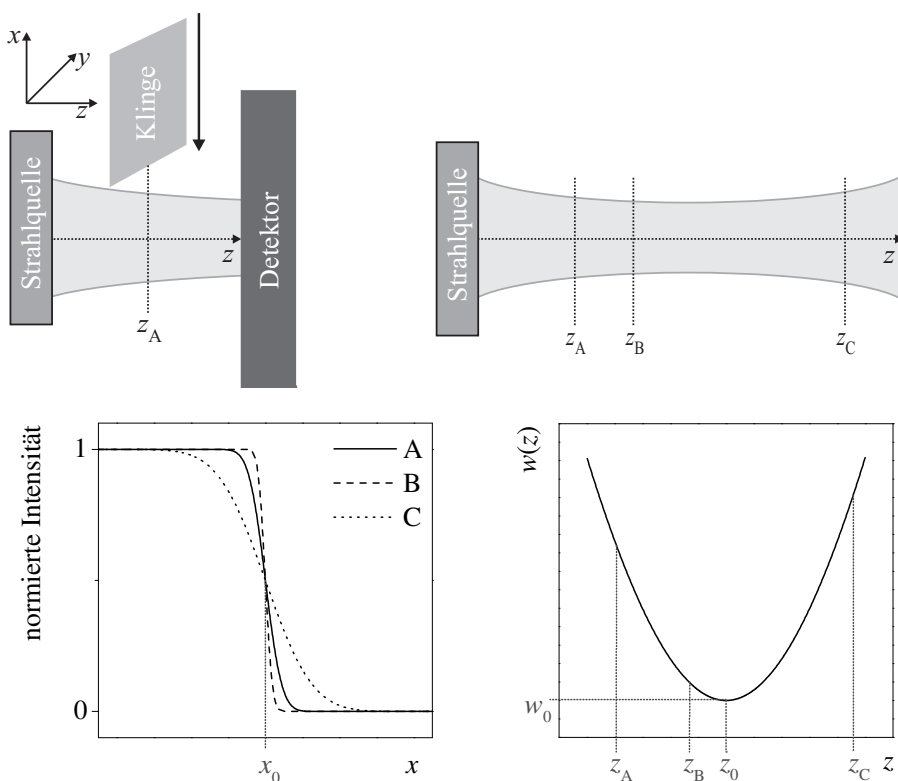 x
y
z
Klinge
Strahlquelle
z
Detektor
z_A
Strahlquelle
z
z_A
z_B
z_C
normierte Intensität
1
0
A
B
C
x_0
x
w(z)
w_0
z_A
z_B
z_0
z_C
z